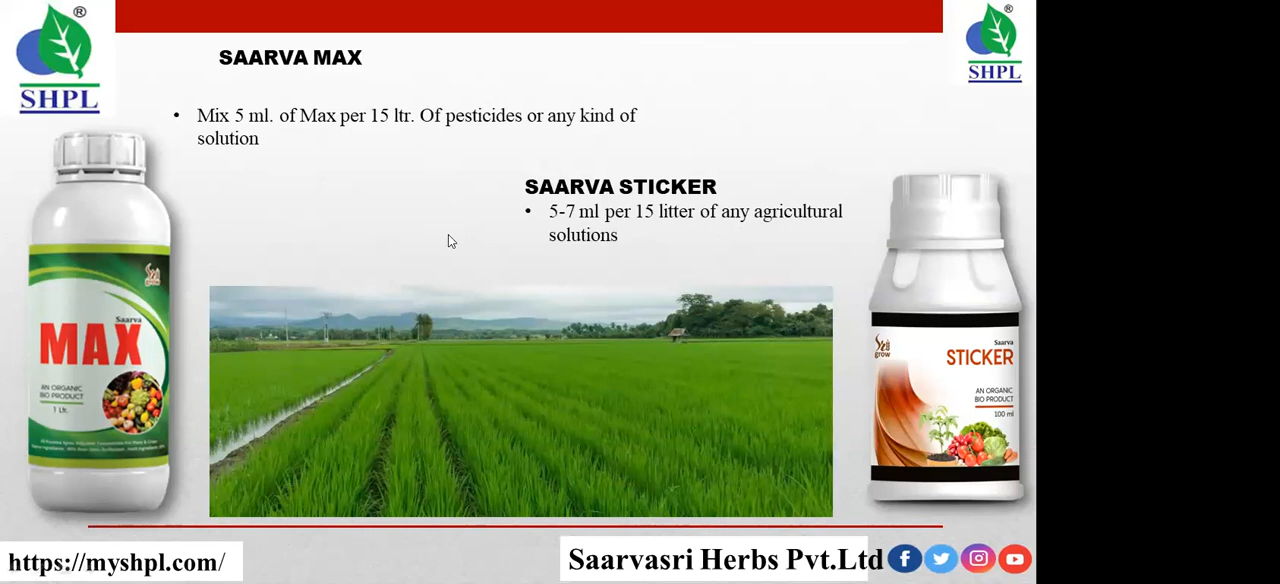 SHPL
®
SAARVA MAX
• Mix 5 ml. of Max per 15 ltr. Of pesticides or any kind of
solution
SAARVA STICKER
• 5-7 ml per 15 litter of any agricultural
solutions
®
SHPL
grow
Saarva
MAX
AN ORGANIC
BIO PRODUCT
1 Ltr.
grow
Saarva
STICKER
AN ORGANIC
BIO PRODUCT
100 ml
https://myshpl.com/
Saarvasri Herbs Pvt.Ltd